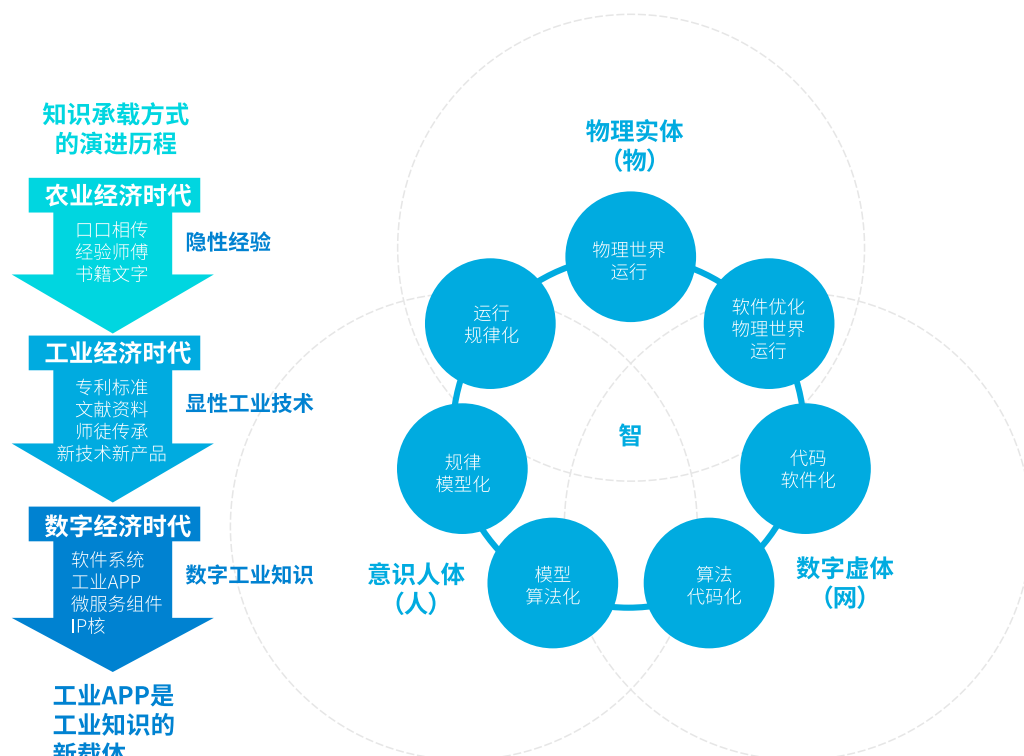 知识承载方式
的演进历程
农业经济时代
口口相传
经验师傅
书籍文字
隐性经验
工业经济时代
专利标准
文献资料
师徒传承
新技术新产品
显性工业技术
数字经济时代
软件系统
工业APP
微服务组件
IP核
数字工业知识
工业APP是
工业知识的
新载体
物理实体
（物）
物理世界
运行
软件优化
物理世界
运行
代码
软件化
算法
代码化
模型
算法化
规律
模型化
运行
规律化
智
意识人体
（人）
数字虚体
（网）